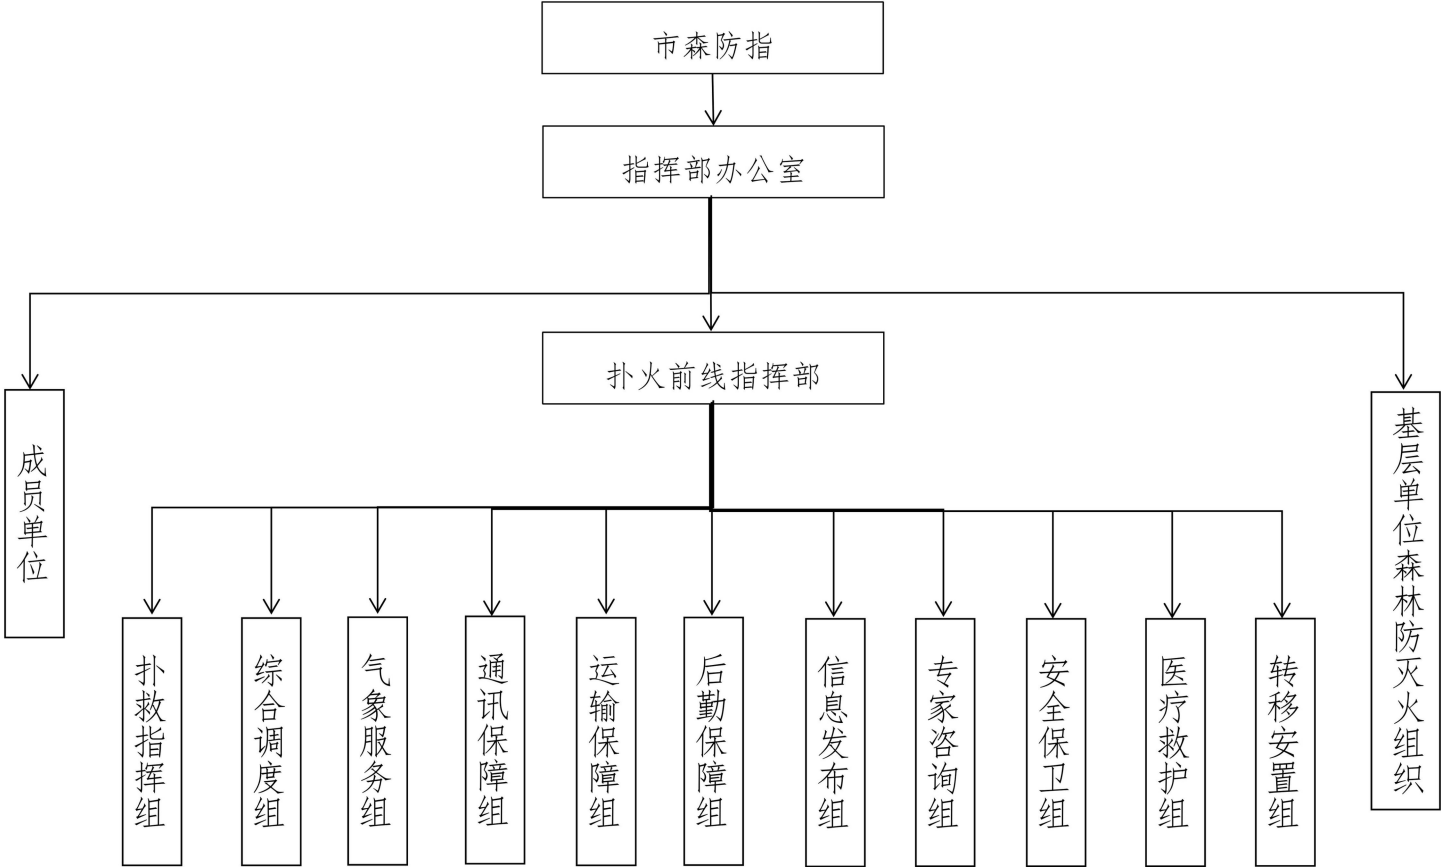 市森防指
指挥部办公室
扑火前线指挥部
成员单位
基层单位森林防灭火组织
扑救指挥组
综合调度组
气象服务组
通讯保障组
运输保障组
后勤保障组
信息发布组
专家咨询组
安全保卫组
医疗救护组
转移安置组